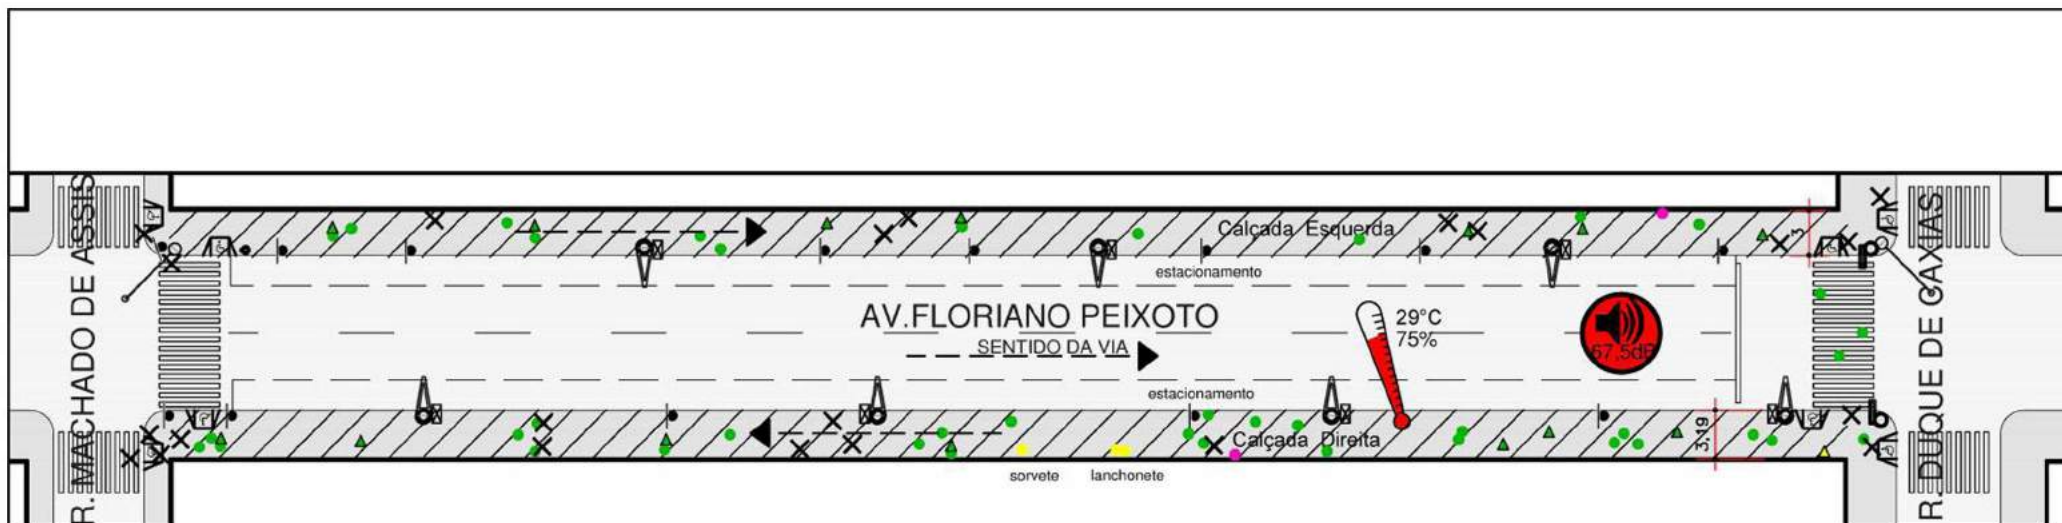 R. MACHADO DE ASSIS
Calçada Esquerda
3
estacionamento
AV.FLORIANO PEIXOTO
SENTIDO DA VIA
29°C
75%
67,5dB
estacionamento
Calçada Direita
3,19
sorvete
lanchonete
R. DUQUE DE CAXIAS